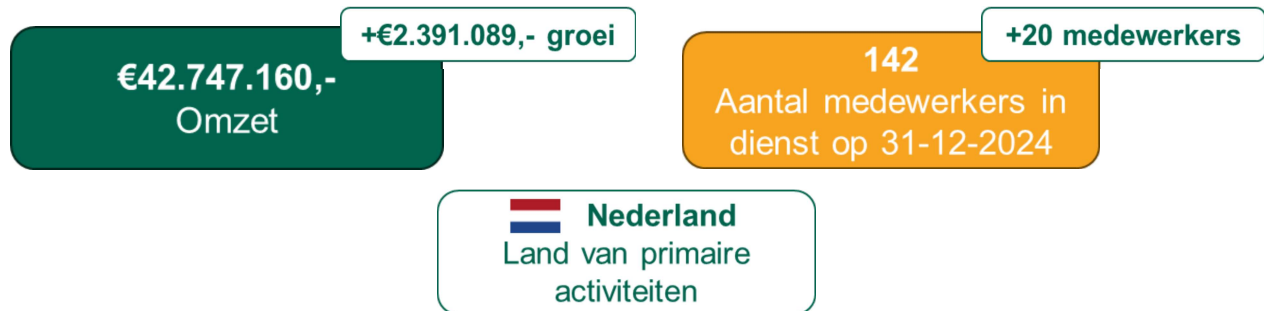 +€2.391.089,- groei
€42.747.160,-
Omzet
+20 medewerkers
142
Aantal medewerkers in
dienst op 31-12-2024
Nederland
Land van primaire
activiteiten